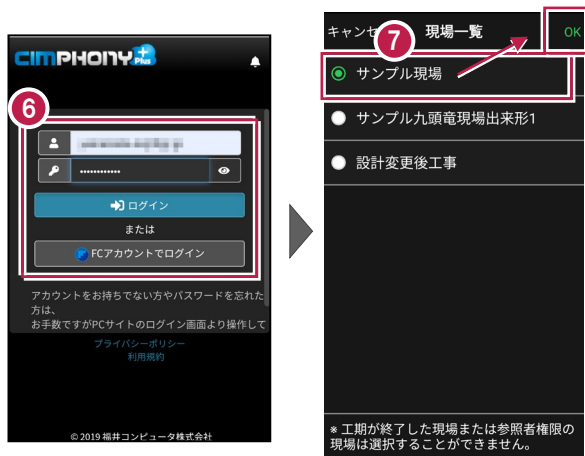 CIMPHONY Plus
6
ログイン
または
FCアカウントでログイン
アカウントをお持ちでない方やパスワードを忘れた
方は、
お手数ですがPCサイトのログイン画面より操作して
プライバシーポリシー
利用規約
© 2019 福井コンピュータ株式会社
キャンセ
7
現場一覧
OK
サンプル現場
サンプル九頭竜現場出来形1
設計変更後工事
※ 工期が終了した現場または参照者権限の
現場は選択することができません。